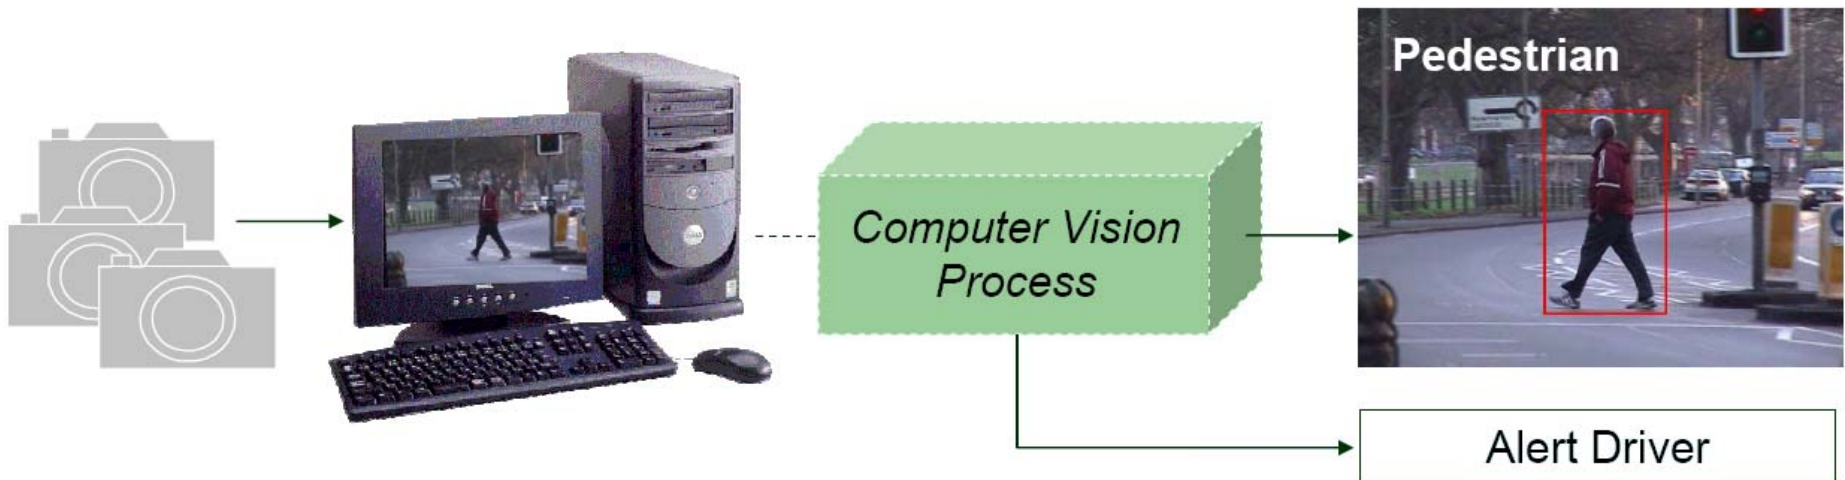 Pedestrian
Computer Vision
Process
Alert Driver